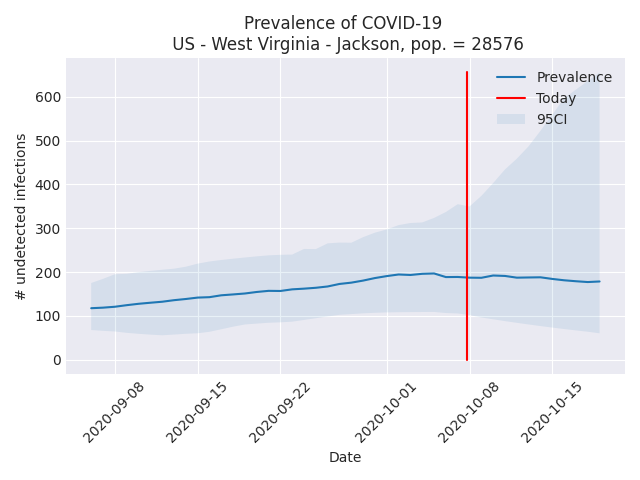 Prevalence of COVID-19
US - West Virginia - Jackson, pop. = 28576
Prevalence
Today
95CI
# undetected infections
600
500
400
300
200
100
0
2020-09-08
2020-09-15
2020-09-22
2020-10-01
2020-10-08
2020-10-15
Date